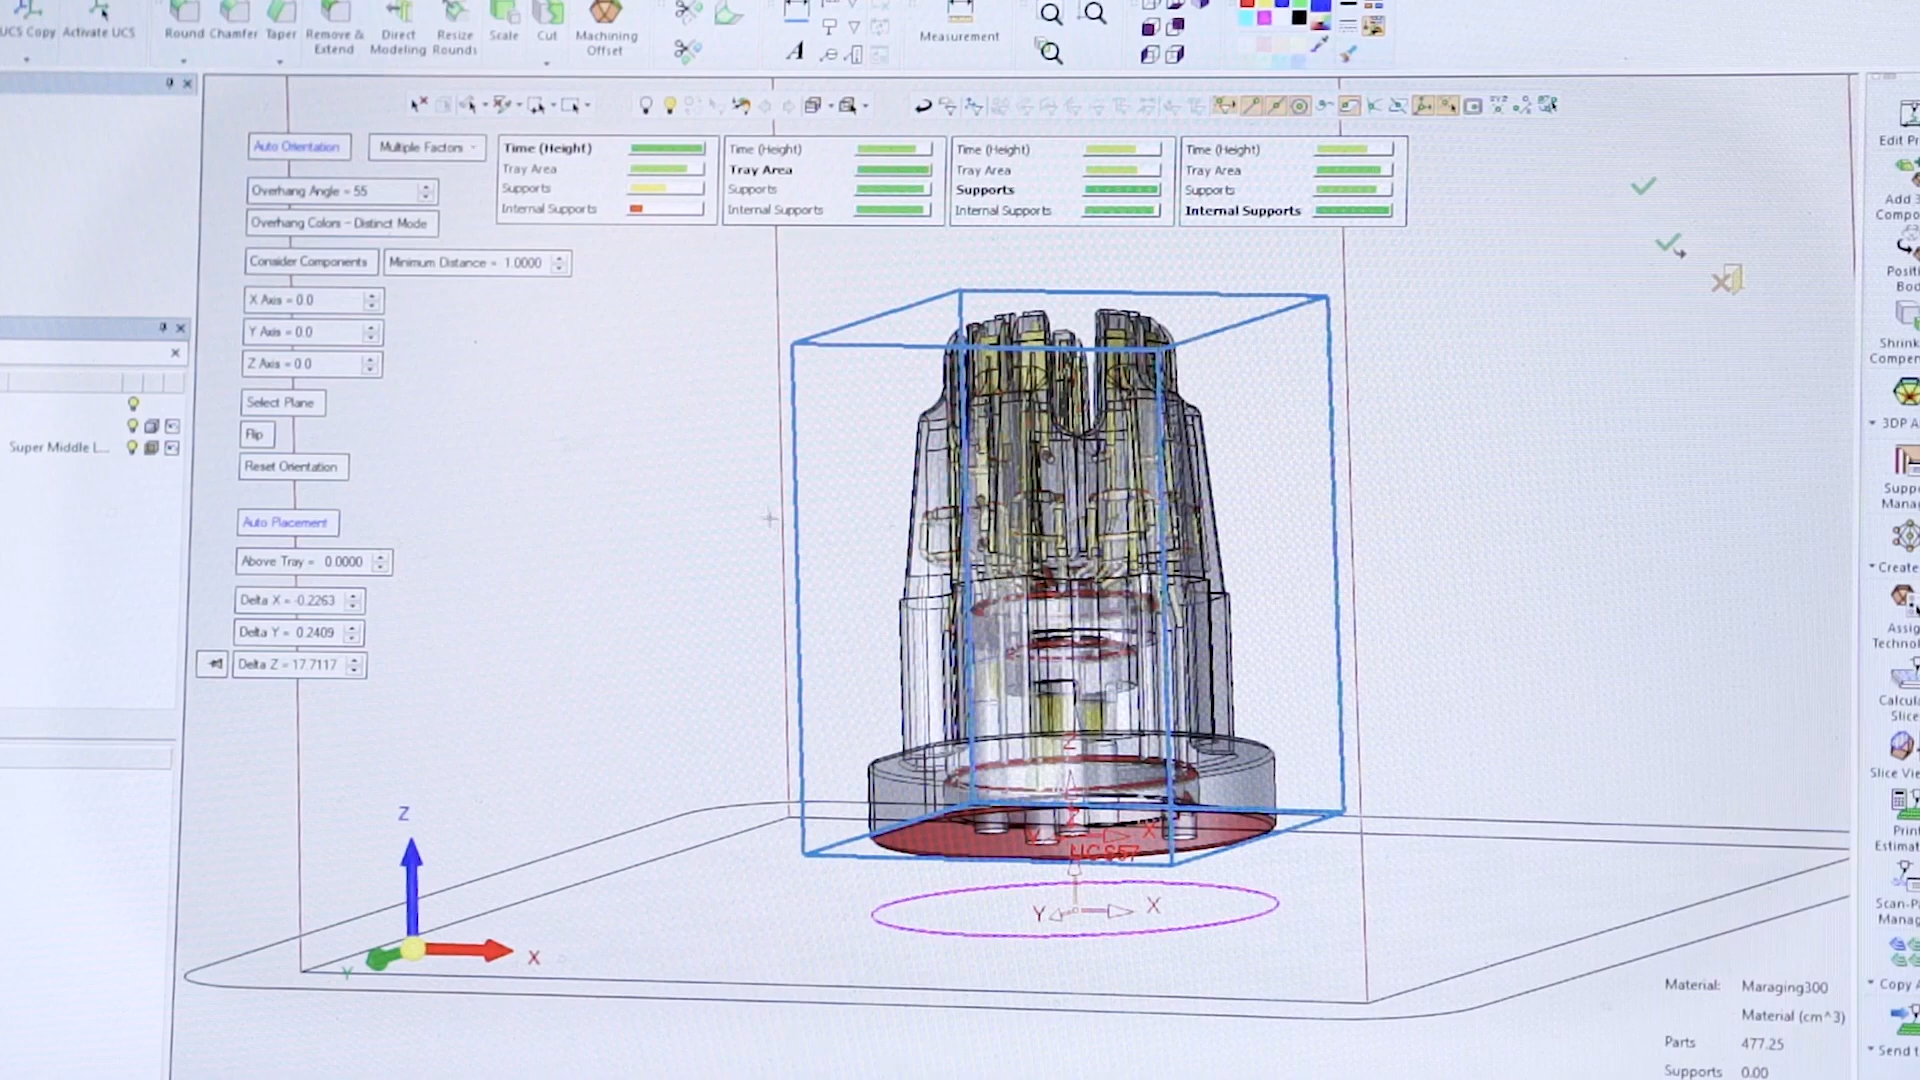 UCS Copy Activate UCS Round Chamfer Taper Remove & Extend Direct Modeling Resize Rounds Scale Cut Machining Offset Measurement
Auto Orientation Multiple Factors
Overhang Angle = 55
Overhang Colors - Distinct Mode
Consider Components Minimum Distance = 1.0000
Time (Height)
Tray Area
Supports
Internal Supports
Time (Height)
Tray Area
Supports
Internal Supports
Time (Height)
Tray Area
Supports
Internal Supports
Time (Height)
Tray Area
Supports
Internal Supports
X Axis = 0.0
Y Axis = 0.0
Z Axis = 0.0
Select Plane
Flip
Reset Orientation
Auto Placement
Above Tray = 0.0000
Delta X = -0.2263
Delta Y = 0.2409
Delta Z = 17.7117
Super Middle L...
Z
X
Y
Z
X
UCS57
Y X
Edit Pr
Add 3
Compo
Positi
Bod
Shrink
Compen
3DP A
Suppo
Mana
Create
Assig
Technol
Calcula
Slice
Slice Vie
Print
Estimat
Scan-Pa
Manag
Copy A
Send t
Material: Maraging300
Material (cm^3)
Parts 477.25
Supports 0.00